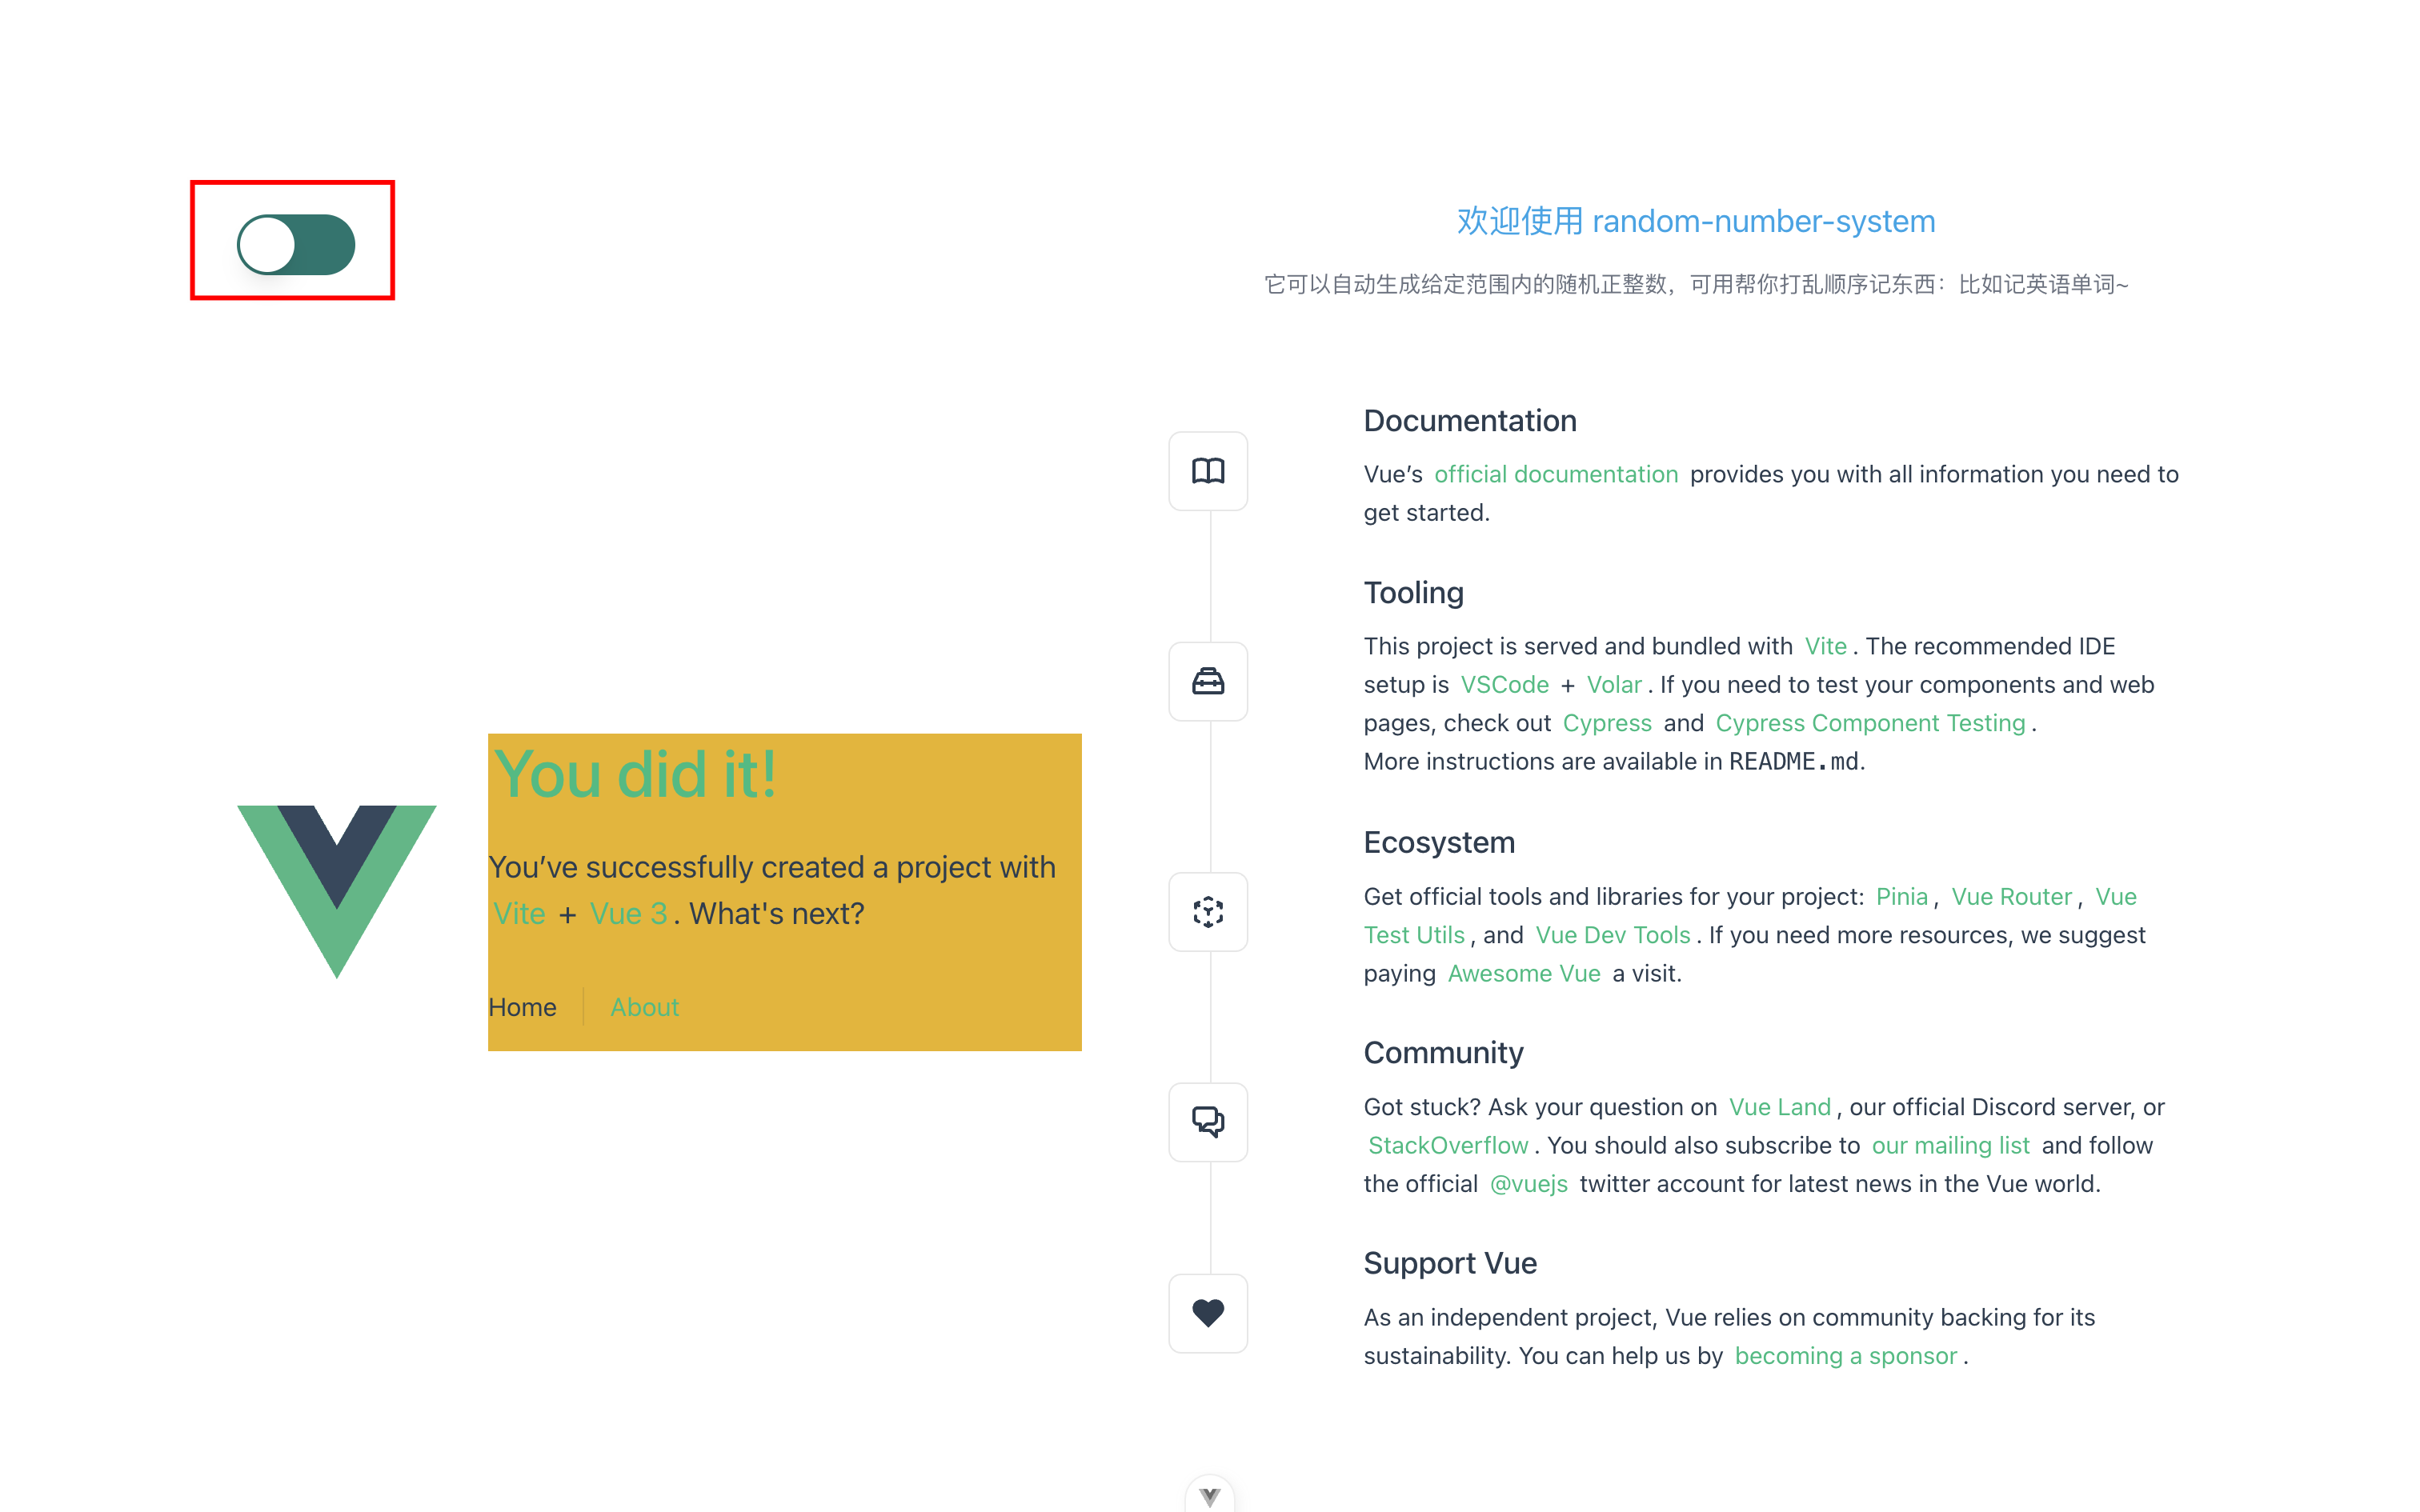 欢迎使用 random-number-system
它可以自动生成给定范围内的随机正整数，可用帮你打乱顺序记东西：比如记英语单词~
You did it!
You’ve successfully created a project with
Vite + Vue 3. What's next?
Home
About
Documentation
Vue’s official documentation provides you with all information you need to
get started.
Tooling
This project is served and bundled with Vite. The recommended IDE
setup is VSCode + Volar. If you need to test your components and web
pages, check out Cypress and Cypress Component Testing.
More instructions are available in README.md.
Ecosystem
Get official tools and libraries for your project: Pinia, Vue Router, Vue
Test Utils, and Vue Dev Tools. If you need more resources, we suggest
paying Awesome Vue a visit.
Community
Got stuck? Ask your question on Vue Land, our official Discord server, or
StackOverflow. You should also subscribe to our mailing list and follow
the official @vuejs twitter account for latest news in the Vue world.
Support Vue
As an independent project, Vue relies on community backing for its
sustainability. You can help us by becoming a sponsor.